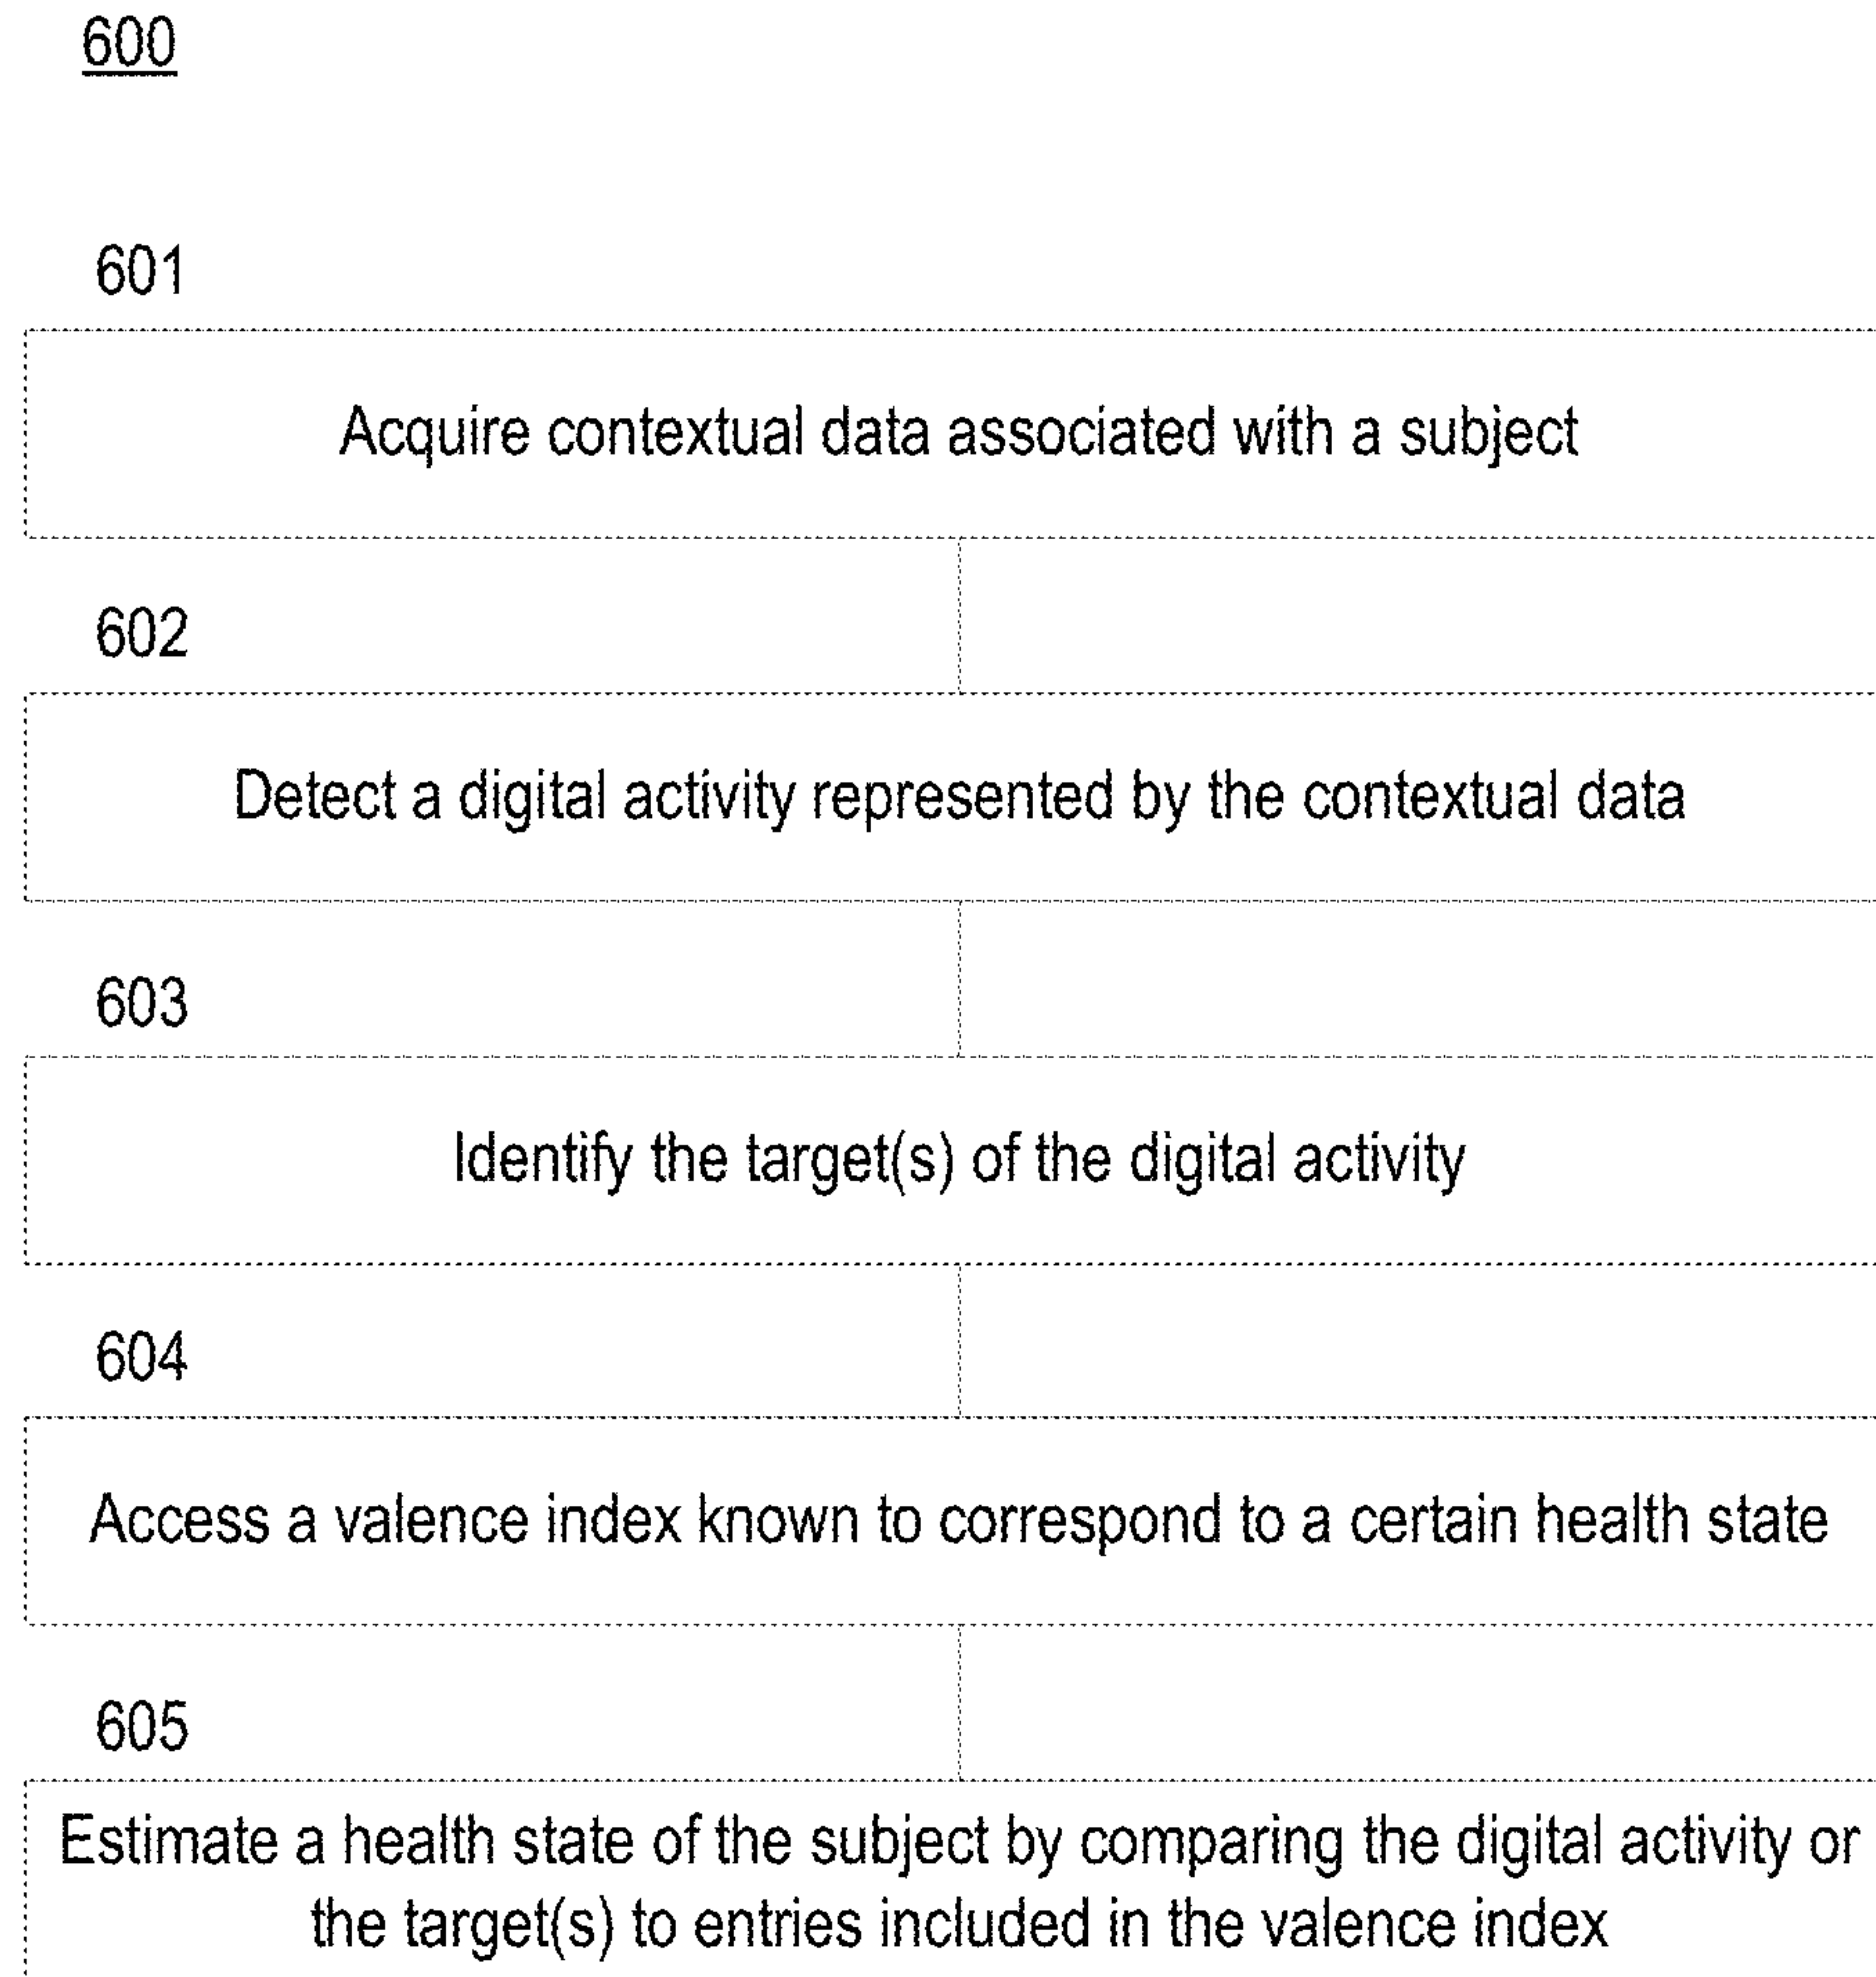 600
601
Acquire contextual data associated with a subject
602
Detect a digital activity represented by the contextual data
603
Identify the target(s) of the digital activity
604
Access a valence index known to correspond to a certain health state
605
Estimate a health state of the subject by comparing the digital activity or
the target(s) to entries included in the valence index